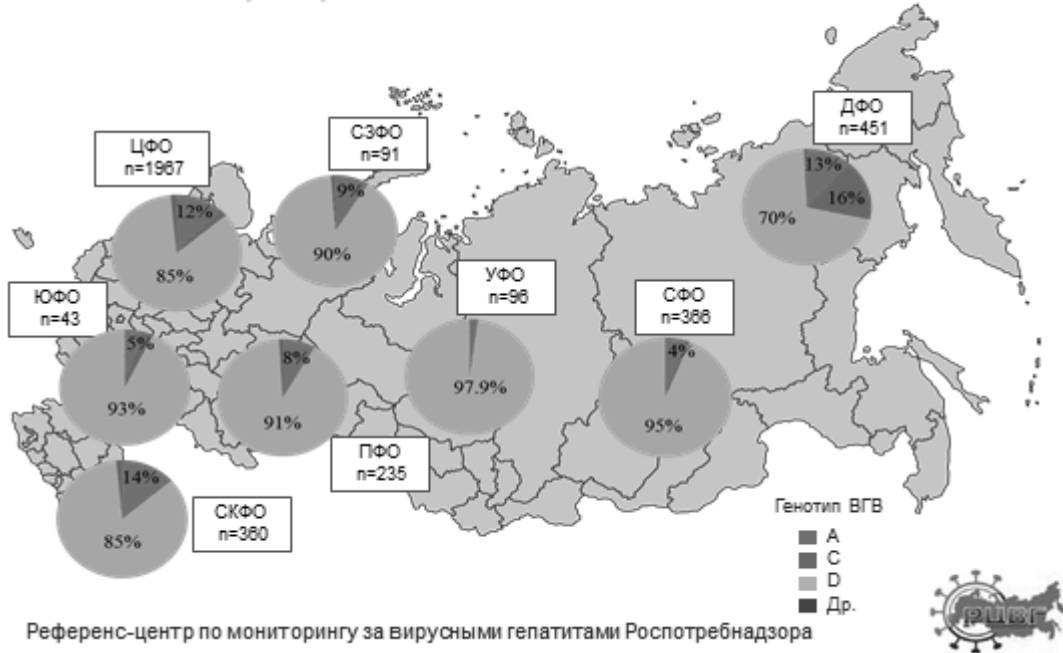 ДФО
n=451
13%
16%
70%
СЗФО
n=91
9%
90%
ЦФО
n=1967
12%
85%
УФО
n=96
97.9%
СФО
n=366
4%
95%
ЮФО
n=43
5%
93%
8%
91%
ПФО
n=235
14%
85%
СКФО
n=360
Генотип ВГВ
A
C
D
Др.
РЦВГ
Референс-центр по мониторингу за вирусными гепатитами Роспотребнадзора